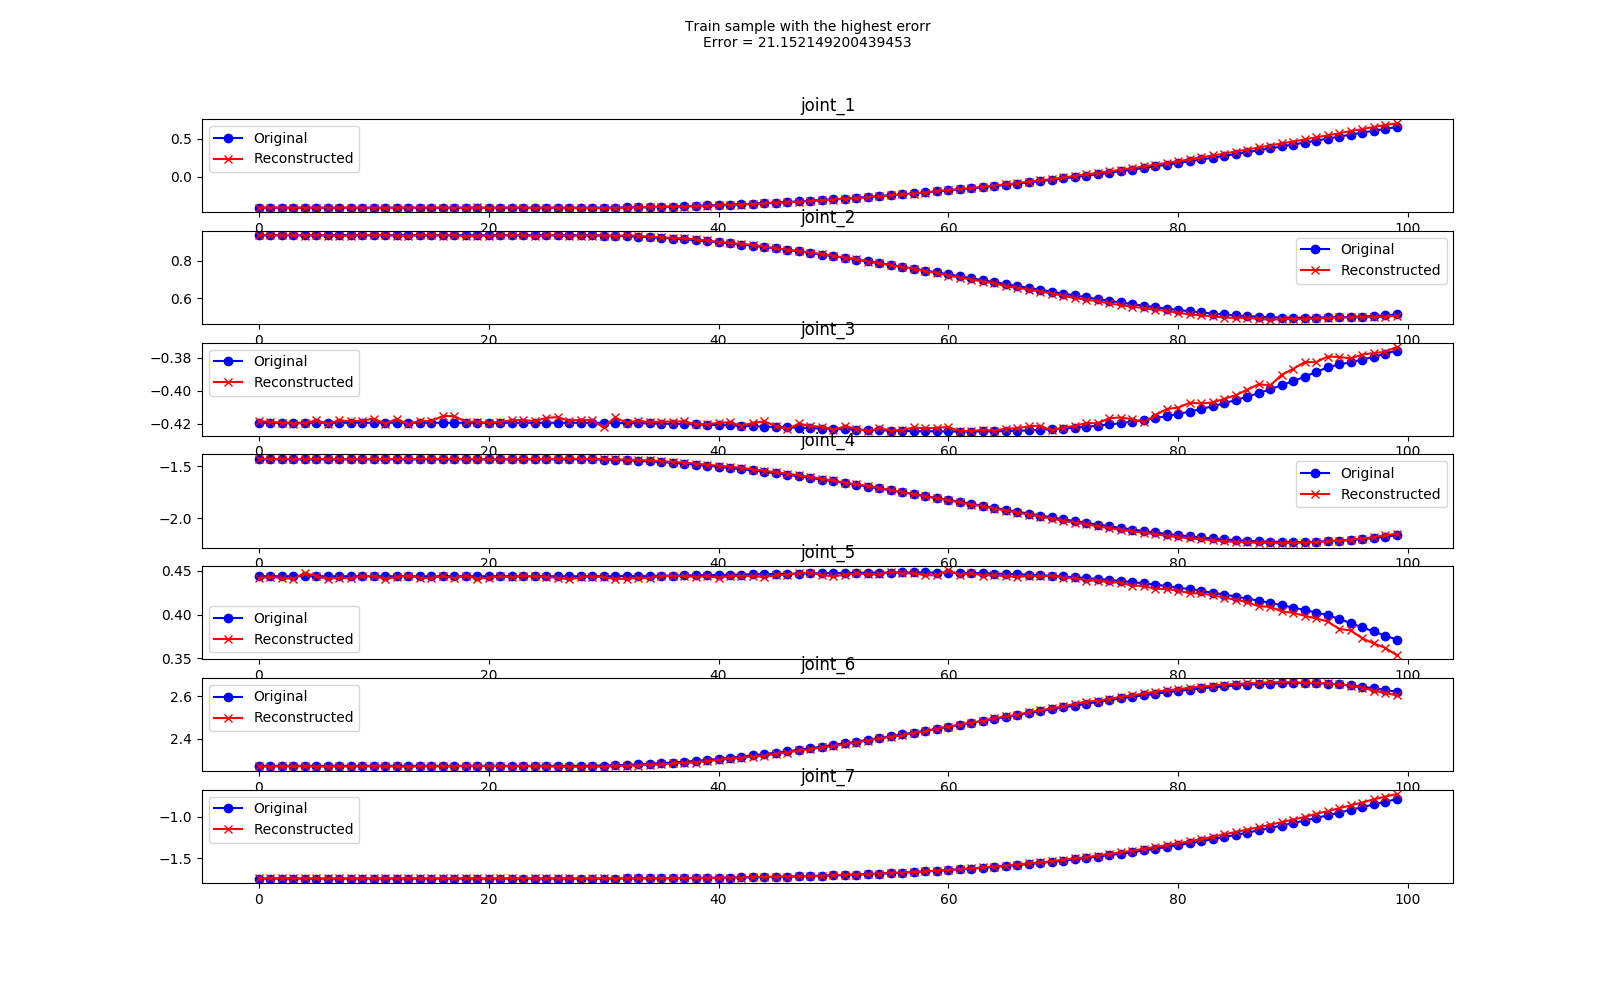 Train sample with the highest erorr
Error = 21.152149200439453
joint_1
0.5
0.0
Original
Reconstructed
0 20 40 60 80 100
joint_2
0.8
0.6
Original
Reconstructed
0 20 40 60 80 100
joint_3
−0.38
−0.40
−0.42
Original
Reconstructed
0 20 40 60 80 100
joint_4
−1.5
−2.0
Original
Reconstructed
0 20 40 60 80 100
joint_5
0.45
0.40
0.35
Original
Reconstructed
0 20 40 60 80 100
joint_6
2.6
2.4
Original
Reconstructed
0 20 40 60 80 100
joint_7
−1.0
−1.5
Original
Reconstructed
0 20 40 60 80 100